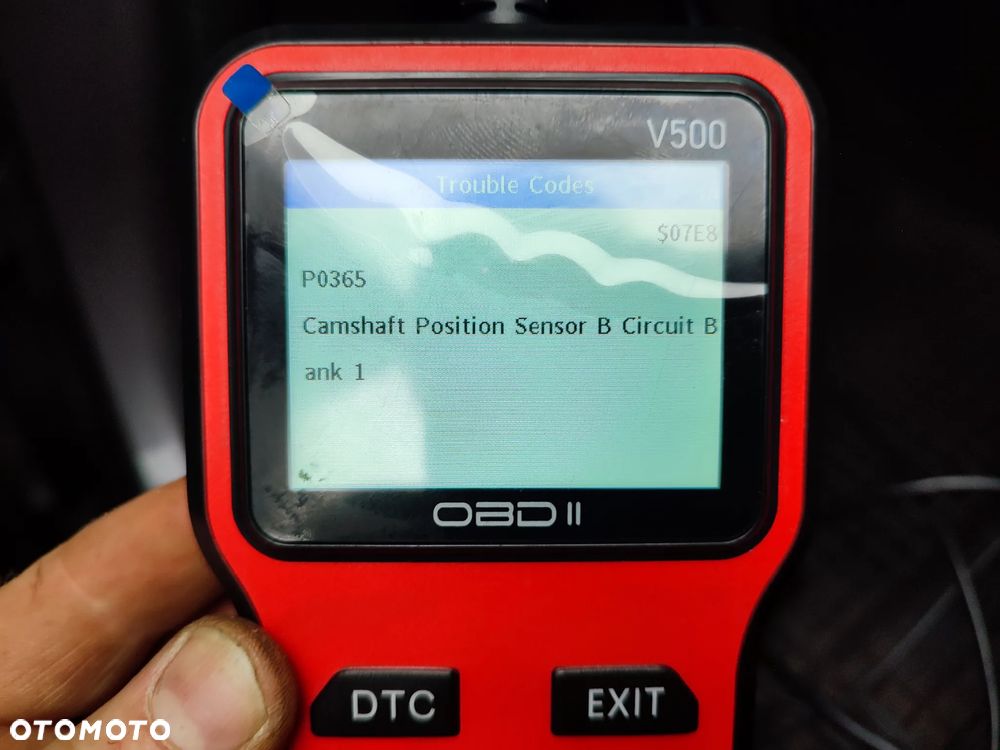 V500
Trouble Codes
$07E8
P0365
Camshaft Position Sensor B Circuit B
ank 1
OBD II
DTC
EXIT
OTOMOTO